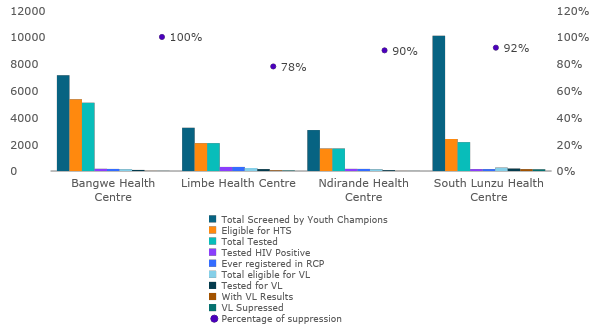 12000
10000
8000
6000
4000
2000
0
120%
100%
80%
60%
40%
20%
0%
100%
78%
90%
92%
Bangwe Health
Centre
Limbe Health Centre
Ndirande Health
Centre
South Lunzu Health
Centre
Total Screened by Youth Champions
Eligible for HTS
Total Tested
Tested HIV Positive
Ever registered in RCP
Total eligible for VL
Tested for VL
With VL Results
VL Supressed
Percentage of suppression